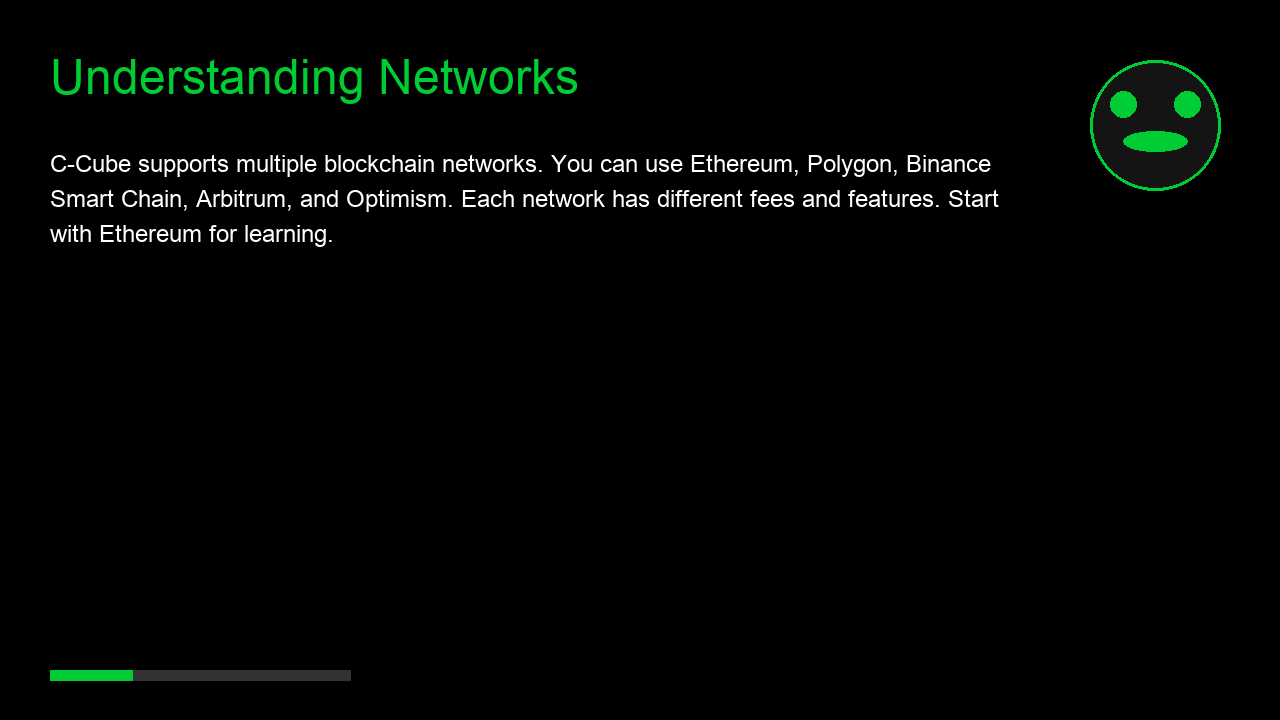 Understanding Networks
C-Cube supports multiple blockchain networks. You can use Ethereum, Polygon, Binance
Smart Chain, Arbitrum, and Optimism. Each network has different fees and features. Start
with Ethereum for learning.